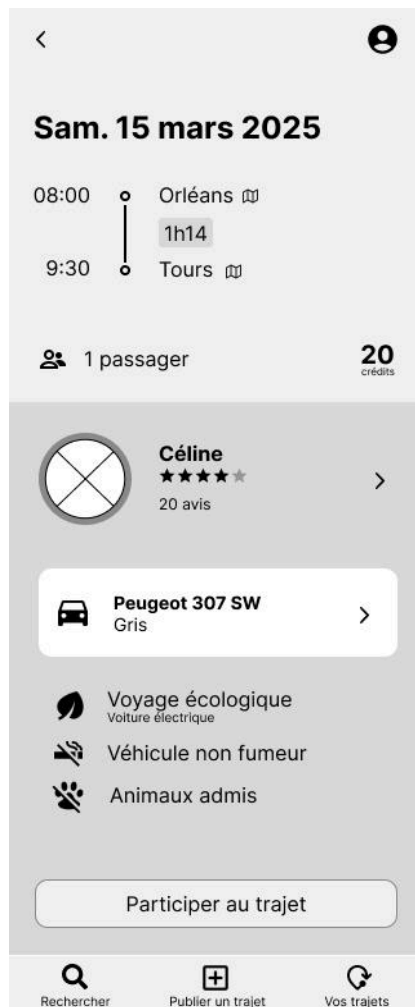 Sam. 15 mars 2025
08:00 Orléans
1h14
9:30 Tours
1 passager 20
crédits
Céline
20 avis
Peugeot 307 SW
Gris
Voyage écologique
Voiture électrique
Véhicule non fumeur
Animaux admis
Participer au trajet
Rechercher Publier un trajet Vos trajets